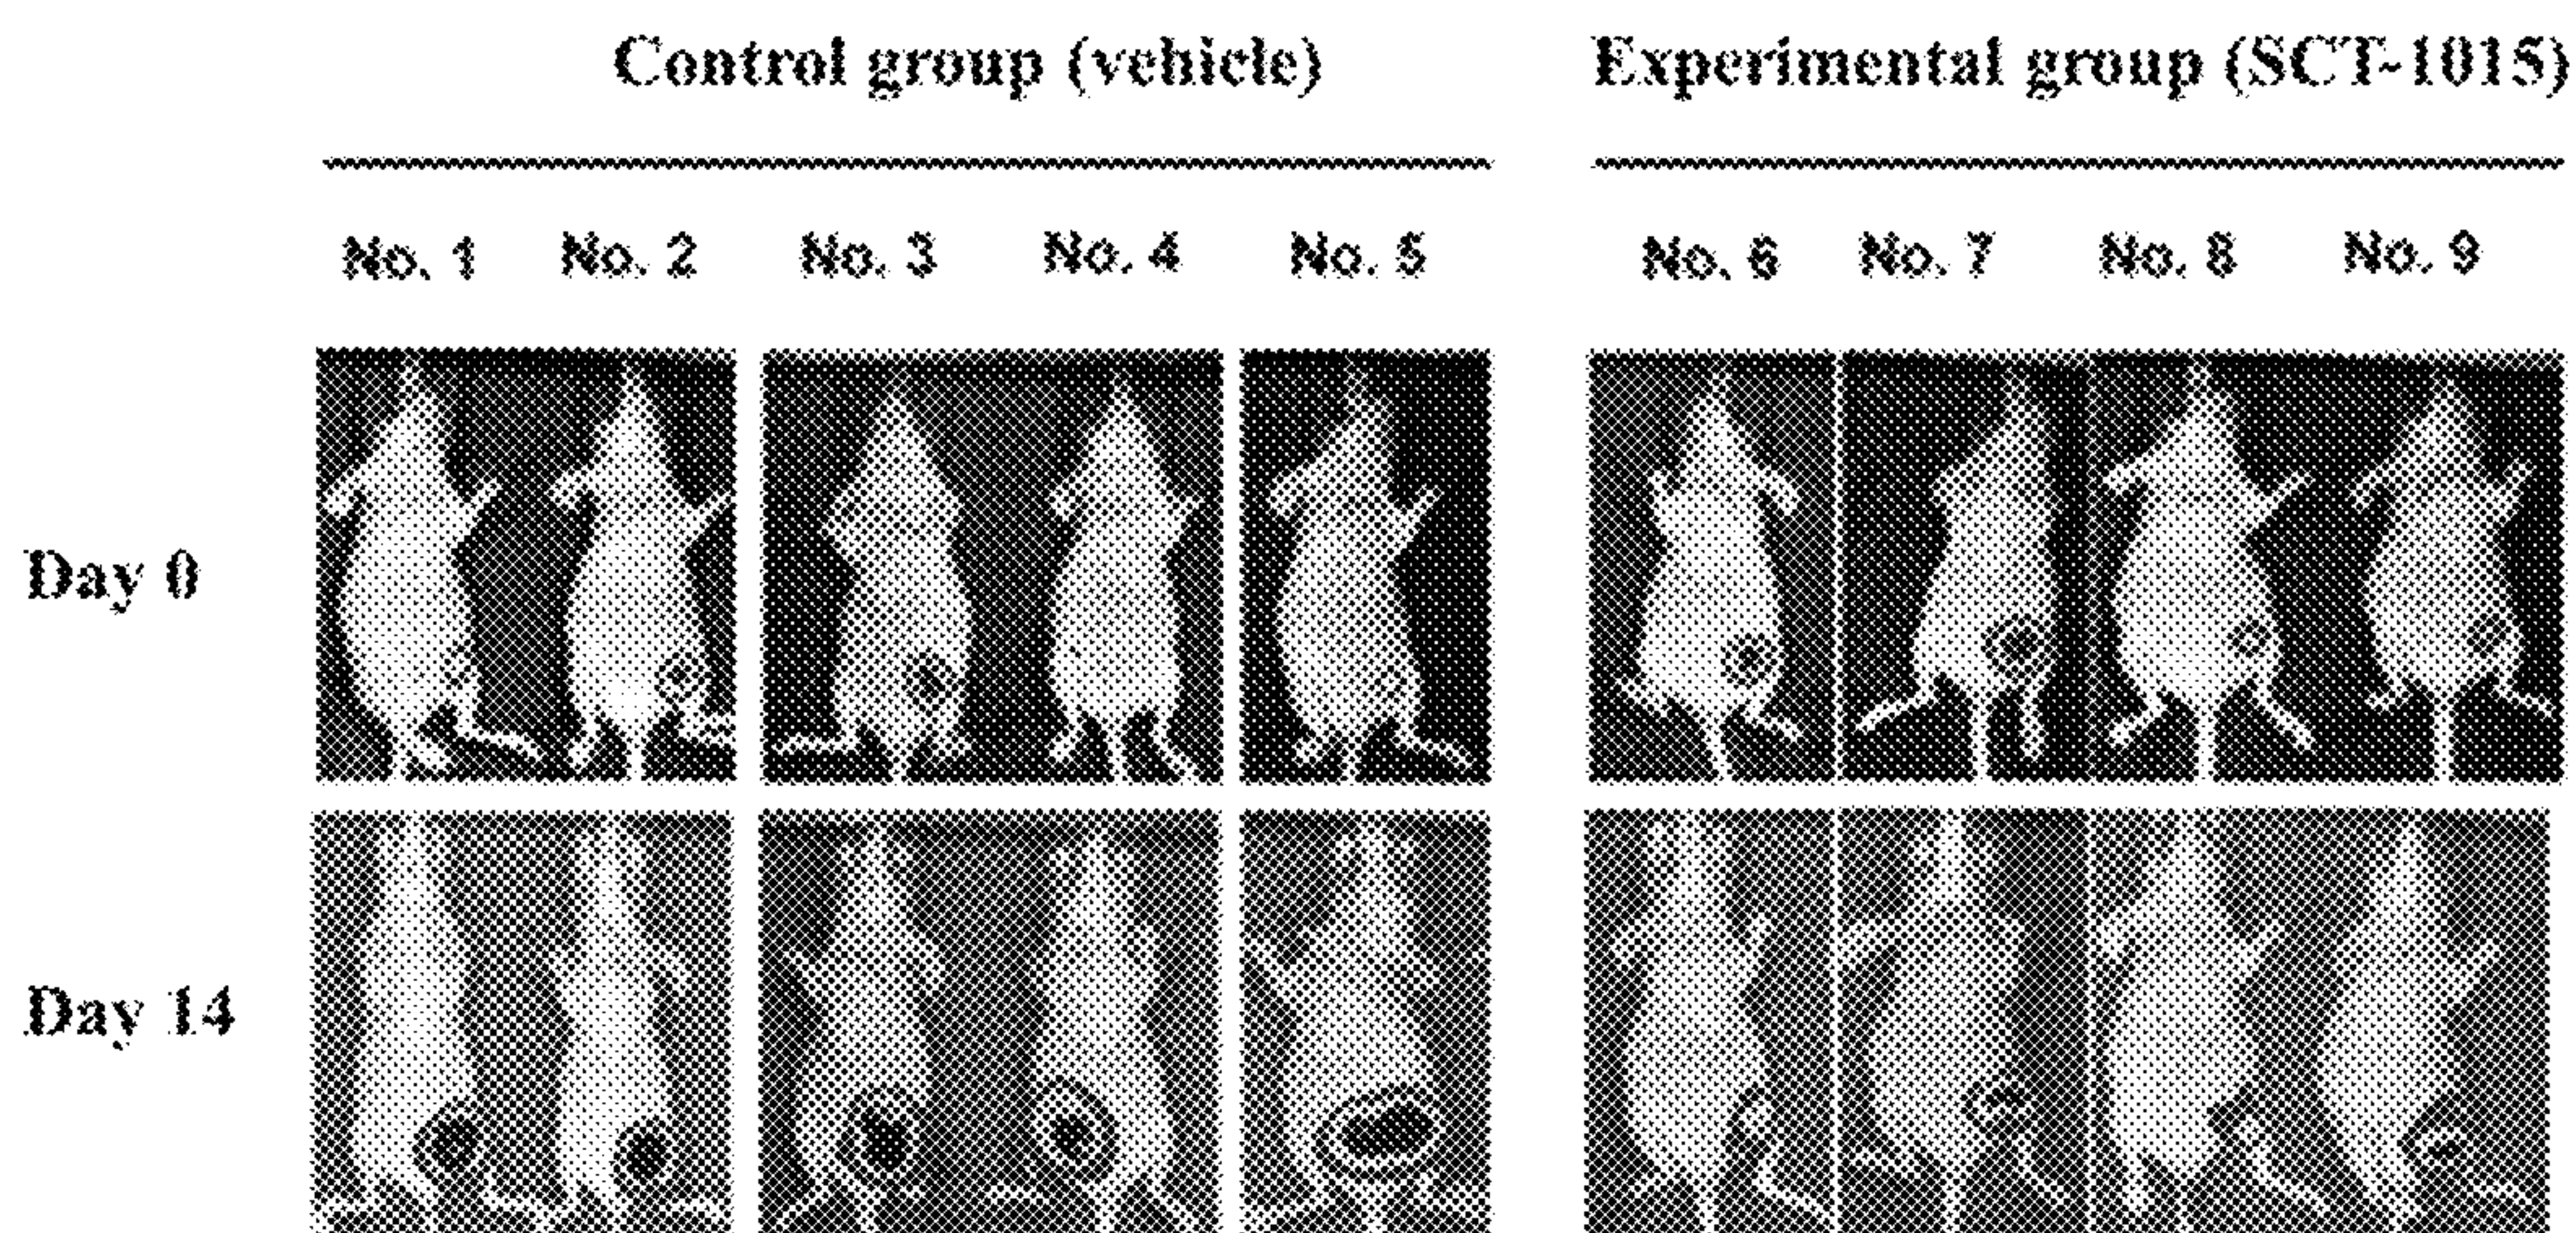 Control group (vehicle) Experimental group (SCT-1015)
No. 1 No. 2 No. 3 No. 4 No. 5 No. 6 No. 7 No. 8 No. 9
Day 0
Day 14